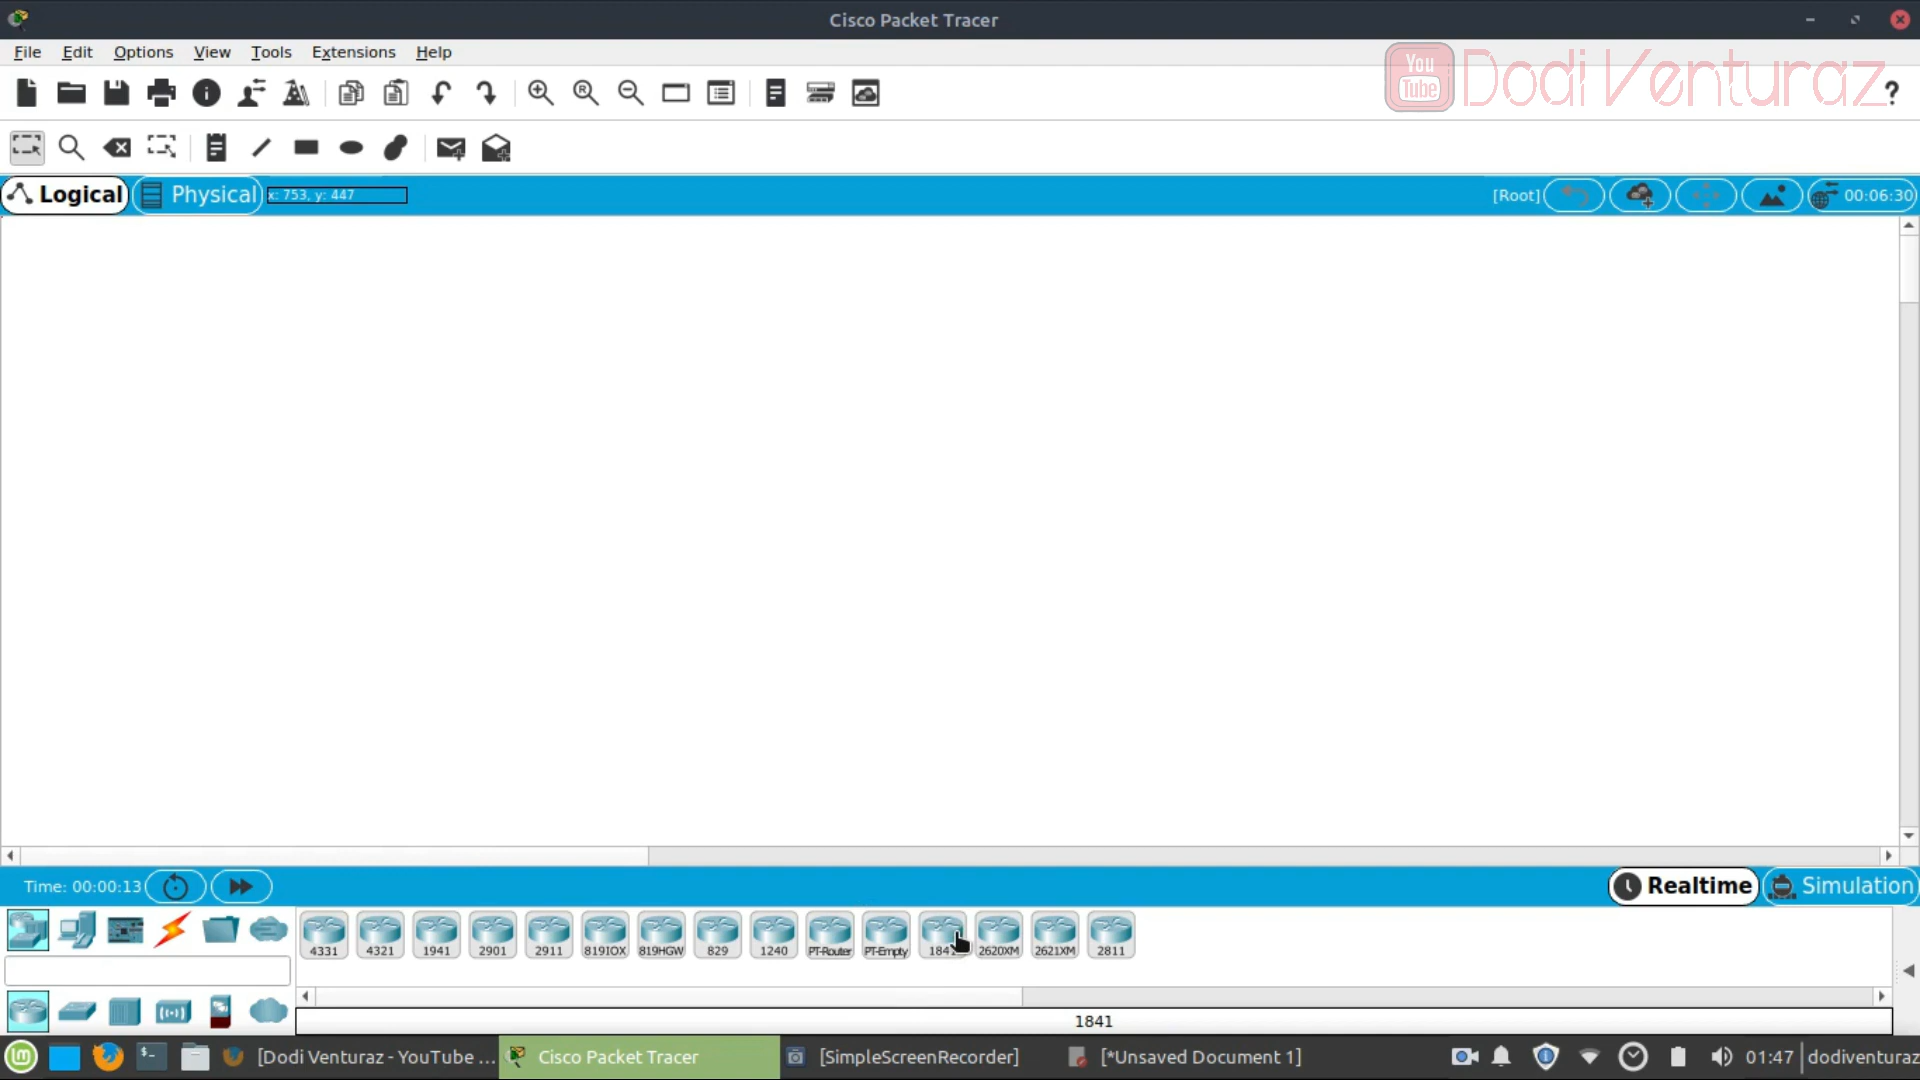 Cisco Packet Tracer
File Edit Options View Tools Extensions Help
You Tube Dodi Venturaz
?
Logical Physical x: 753, y: 447 [Root] 00:06:30
Time: 00:00:13 Realtime Simulation
4331 4321 1941 2901 2911 819IOX 819HGW 829 1240 PT-Router PT-Empty 1841 2620XM 2621XM 2811
1841
[Dodi Venturaz - YouTube ... Cisco Packet Tracer [SimpleScreenRecorder] [*Unsaved Document 1] 01:47 dodiventuraz